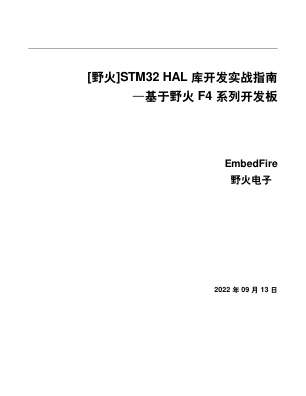 [野火]STM32 HAL 库开发实战指南
—基于野火 F4 系列开发板
EmbedFire
野火电子
2022 年 09 月 13 日